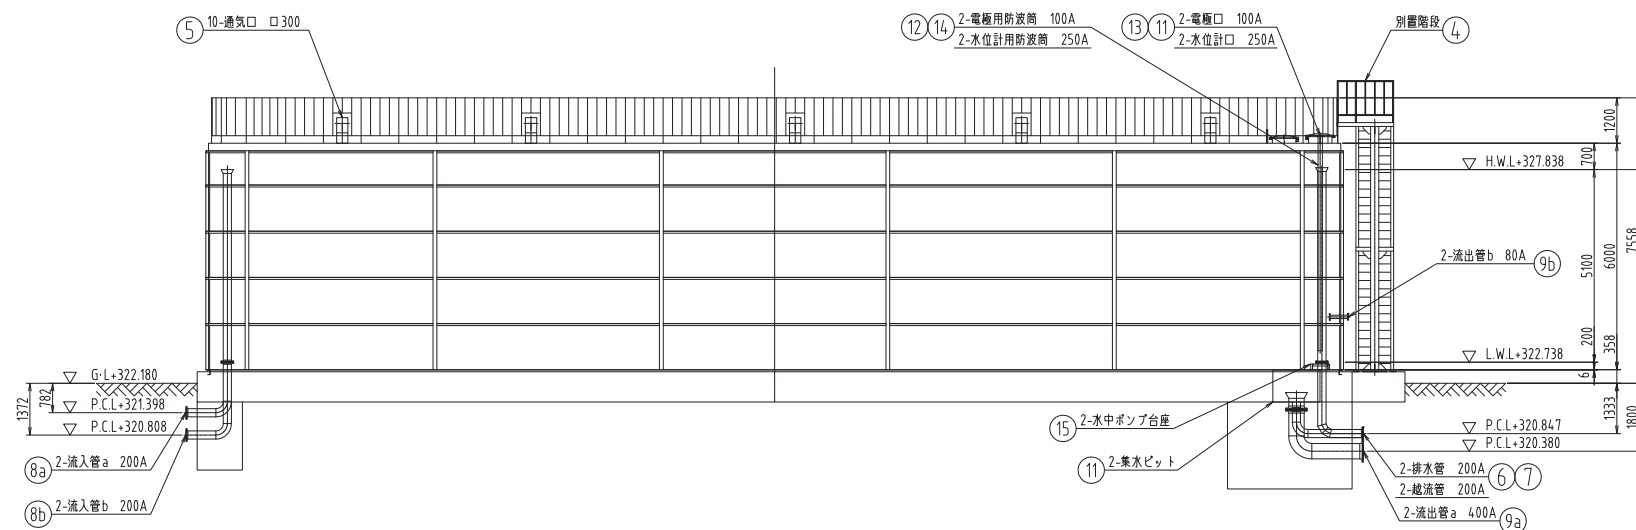 ⑤ 10-通気口 □300
⑫ ⑭ 2-電極用防波筒 100A
2-水位計用防波筒 250A
⑬ ⑪ 2-電極口 100A
2-水位計口 250A
別置階段 ④
1200
700
H.W.L+327.838
7558
6000
5100
2-流出管b 80A 9b
200
358
L.W.L+322.738
6
G・L+322.180
782
1372
P.C.L+321.398
P.C.L+320.808
8a 2-流入管a 200A
8b 2-流入管b 200A
⑮ 2-水中ポンプ台座
⑪ 2-集水ピット
1333
1800
P.C.L+320.847
P.C.L+320.380
2-排水管 200A ⑥ ⑦
2-越流管 200A
2-流出管a 400A 9a